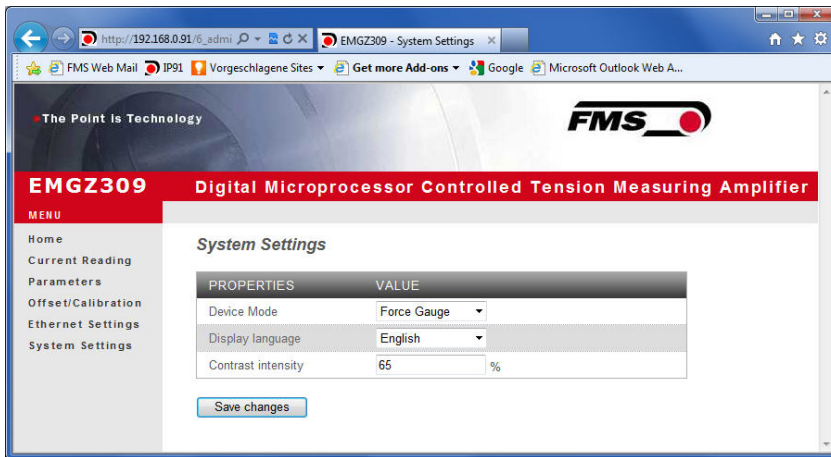 http://192.168.0.91/6_admi
EMGZ309 - System Settings
FMS Web Mail IP91 Vorgeschlagene Sites Get more Add-ons Google Microsoft Outlook Web A...
The Point Is Technology
FMS
EMGZ309 Digital Microprocessor Controlled Tension Measuring Amplifier
MENU
Home
Current Reading
Parameters
Offset/Calibration
Ethernet Settings
System Settings
System Settings
PROPERTIES VALUE
Device Mode Force Gauge
Display language English
Contrast intensity 65 %
Save changes